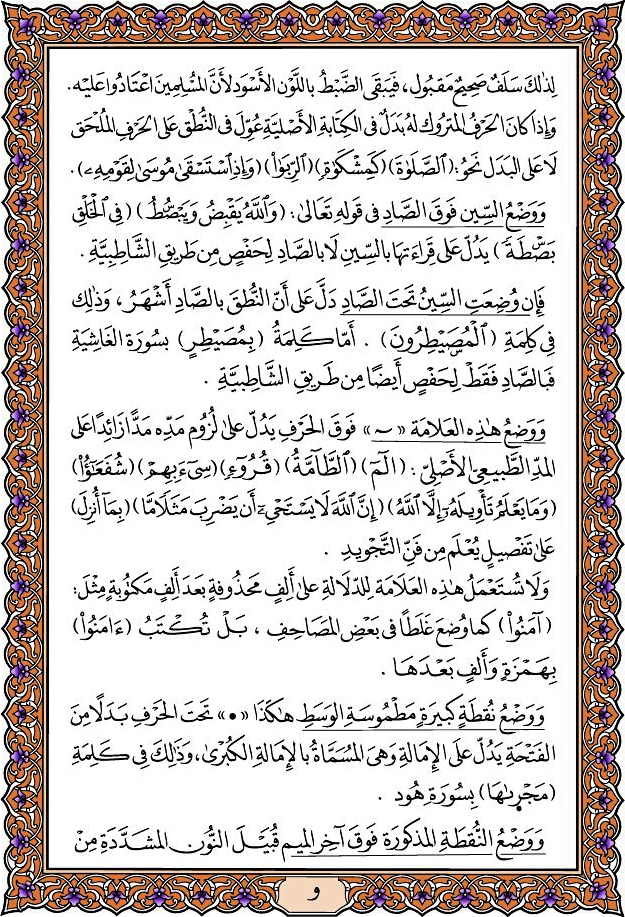 لِذٰلِكَ سَلَفٌ صَحِيحٌ مَقْبُول، فَيَبْقَى الضَّبْطُ بِاللَّوْنِ الأَسْوَدِ لأَنَّ المُسْلِمِينَ اعْتَادُوا عَلَيْه.
وَإِذَا كَانَ الحَرْفُ المَتْرُوكُ لَهُ بَدَلٌ فِى الكِتَابَةِ الأَصْلِيَّةِ عُوِّلَ فِى النُّطْقِ عَلَى الحَرْفِ المُلْحَقِ
لَا عَلَى البَدَلِ نَحْوُ: (ٱلصَّلَوٰةَ) (كَمِشْكَوٰةٍ) (ٱلرِّبَوٰاْ) (وَإِذِ ٱسْتَسْقَىٰ مُوسَىٰ لِقَوْمِهِۦ).
وَوَضْعُ السِّينِ فَوْقَ الصَّادِ فِى قَوْلِهِ تَعَالَىٰ: (وَٱللَّهُ يَقْبِضُ وَيَبْصُۜطُ) (فِى ٱلْخَلْقِ
بَصْۜطَةً) يَدُلُّ عَلَى قِرَاءَتِهَا بِالسِّينِ لَا بِالصَّادِ لِحَفْصٍ مِن طَرِيقِ الشَّاطِبِيَّةِ.
فَإِن وُضِعَتِ السِّينُ تَحْتَ الصَّادِ دَلَّ عَلَى أَنَّ النُّطْقَ بِالصَّادِ أَشْهَرُ، وَذٰلِكَ
فِى كَلِمَةِ (ٱلْمُصَۣيْطِرُونَ). أَمَّا كَلِمَةُ (بِمُصَيْطِرٍ) بِسُورَةِ الغَاشِيَةِ
فَبِالصَّادِ فَقَطْ لِحَفْصٍ أَيْضًا مِن طَرِيقِ الشَّاطِبِيَّةِ.
وَوَضْعُ هٰذِهِ العَلَامَةِ «ـٓ» فَوْقَ الحَرْفِ يَدُلُّ عَلَىٰ لُزُومِ مَدِّهِ مَدًّا زَائِدًا عَلَى
المَدِّ الطَّبِيعِىِّ الأَصْلِىِّ: (الٓمٓ) (ٱلطَّآمَّةُ) (قُرُوٓءٍ) (سِىٓءَ بِهِمْ) (شُفَعَـٰٓؤُاْ)
(وَمَا يَعْلَمُ تَأْوِيلَهُۥٓ إِلَّا ٱللَّهُ) (إِنَّ ٱللَّهَ لَا يَسْتَحْىِۦٓ أَن يَضْرِبَ مَثَلًا مَّا) (بِمَآ أُنزِلَ)
عَلَىٰ تَفْصِيلٍ يُعْلَمُ مِن فَنِّ التَّجْوِيدِ.
وَلَا تُسْتَعْمَلُ هٰذِهِ العَلَامَةُ لِلدِّلَالَةِ عَلَىٰ أَلِفٍ مَحْذُوفَةٍ بَعْدَ أَلِفٍ مَكْتُوبَةٍ مِثْلَ:
(آمَنُواْ) كَمَا وُضِعَ غَلَطًا فِى بَعْضِ المَصَاحِفِ، بَلْ تُكْتَبُ (ءَامَنُواْ)
بِهَمْزَةٍ وَأَلِفٍ بَعْدَهَا.
وَوَضْعُ نُقْطَةٍ كَبِيرَةٍ مَطْمُوسَةِ الوَسَطِ هٰكَذَا «•» تَحْتَ الحَرْفِ بَدَلًا مِنَ
الفَتْحَةِ يَدُلُّ عَلَى الإِمَالَةِ وَهِىَ المُسَمَّاةُ بِالإِمَالَةِ الكُبْرَىٰ، وَذٰلِكَ فِى كَلِمَةِ
(مَجْر۪ىٰهَا) بِسُورَةِ هُود.
وَوَضْعُ النُّقْطَةِ المَذكُورَةِ فَوْقَ آخِرِ المِيمِ قُبَيْلَ النُّونِ المشَدَّدَةِ مِنْ
و